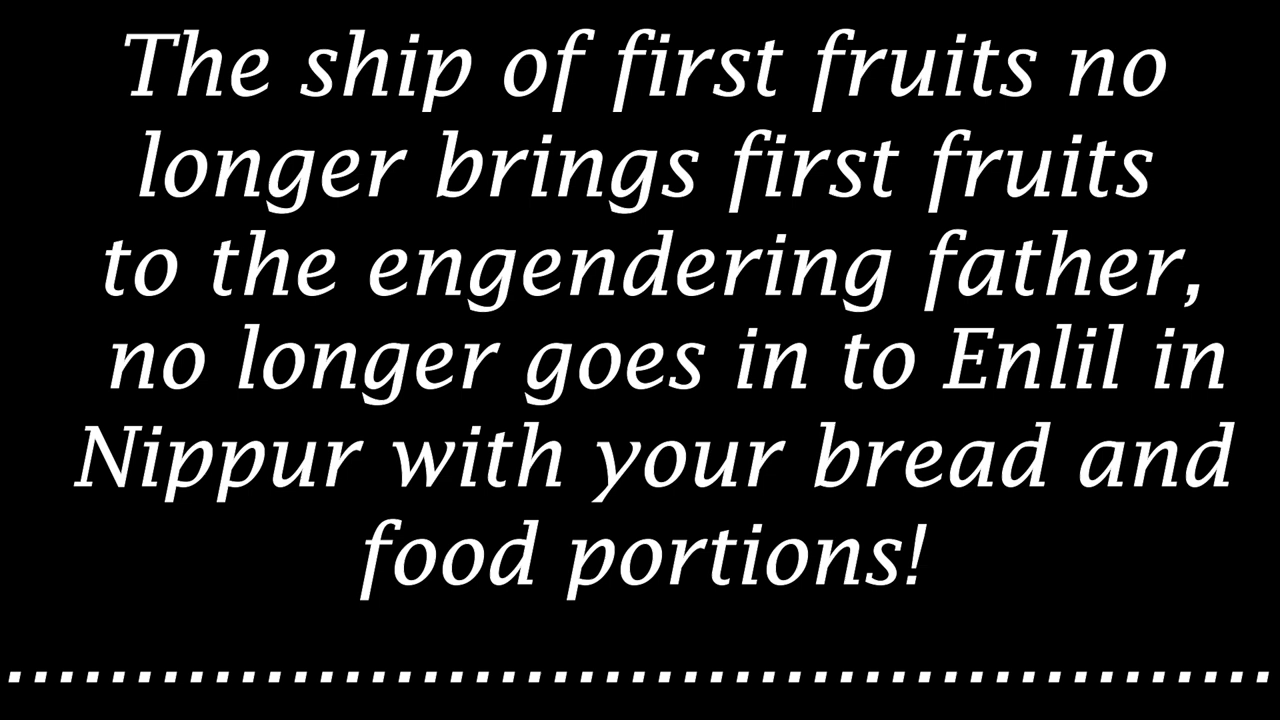 The ship of first fruits no
longer brings first fruits
to the engendering father,
no longer goes in to Enlil in
Nippur with your bread and
food portions!
.................................................